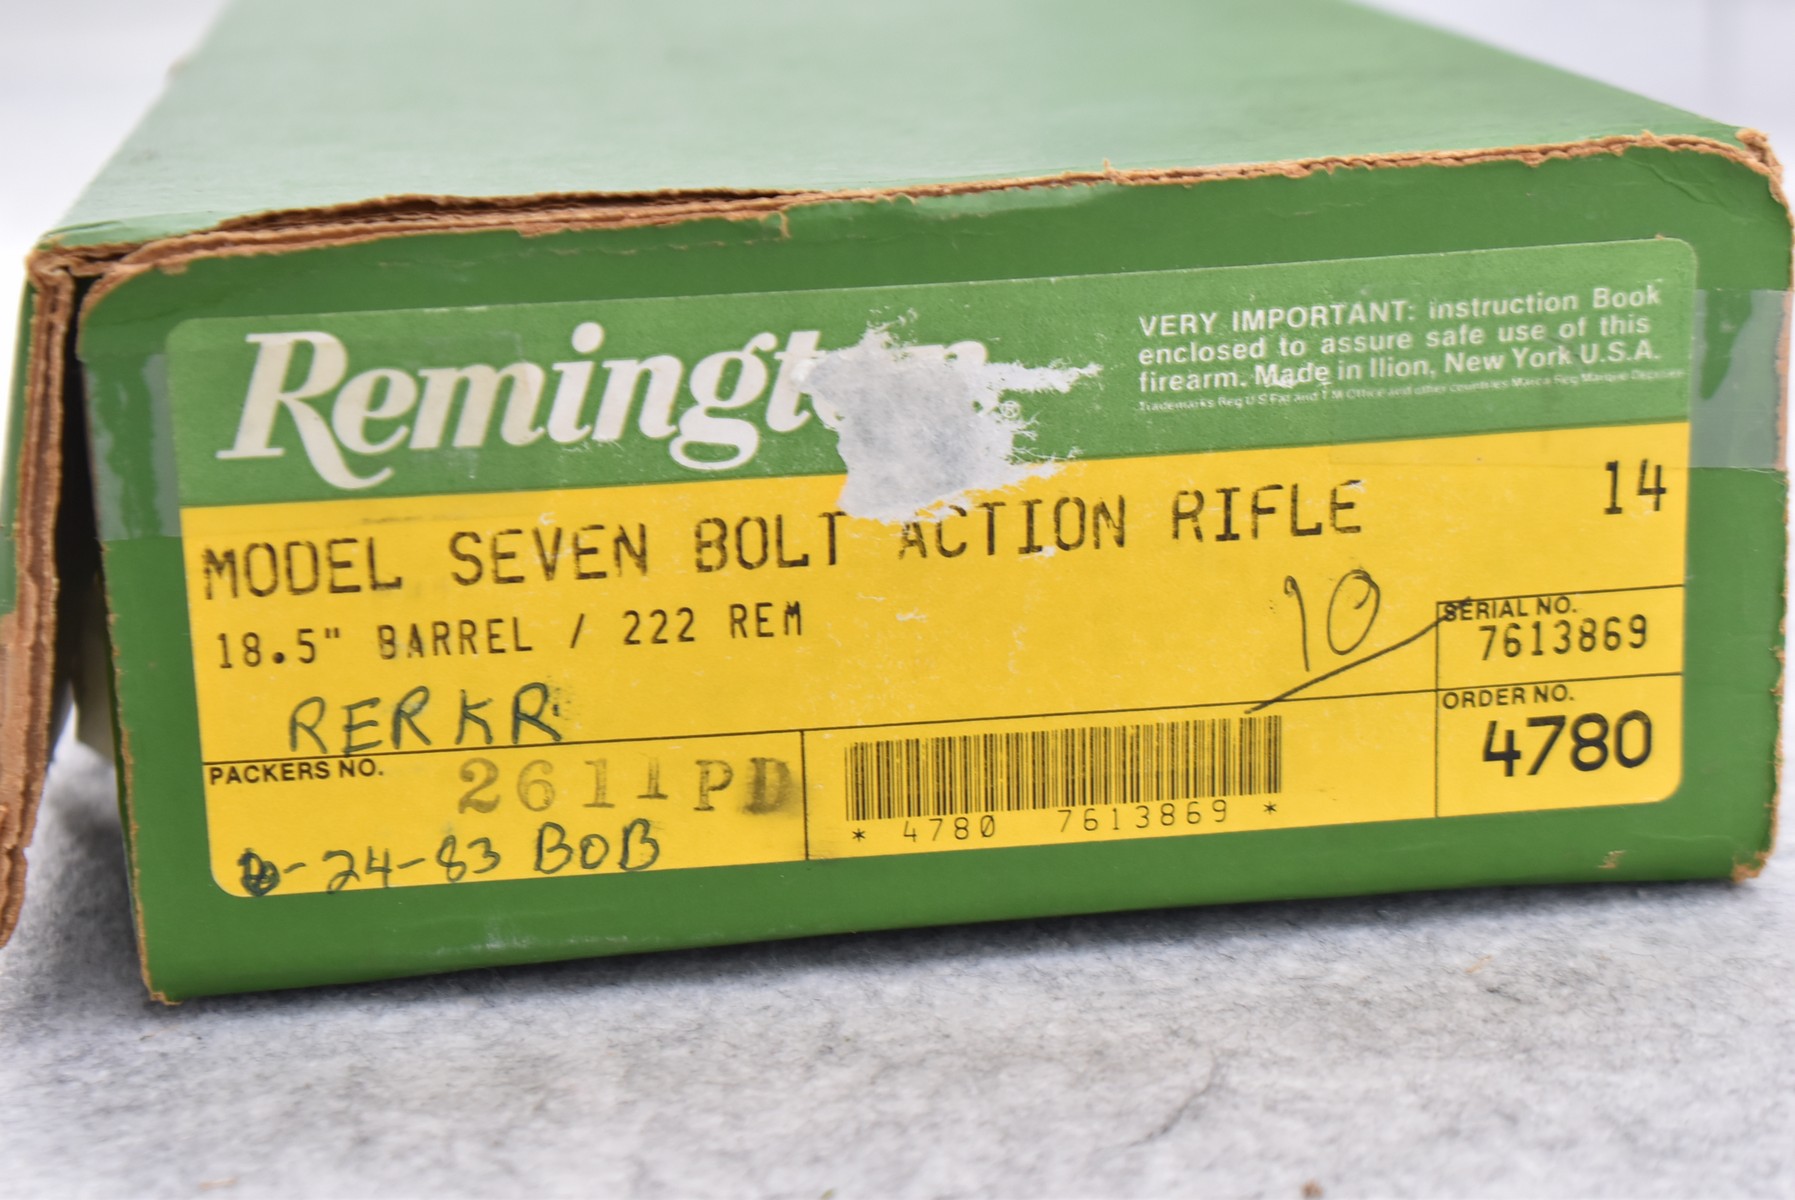 Remington®
VERY IMPORTANT: instruction Book
enclosed to assure safe use of this
firearm. Made in Ilion, New York U.S.A.
MODEL SEVEN BOLT ACTION RIFLE 14
18.5" BARREL / 222 REM
10
SERIAL NO.
7613869
RERKR
ORDER NO.
4780
PACKERS NO. 2611PD
-24-83 BOB
* 4780 7613869 *